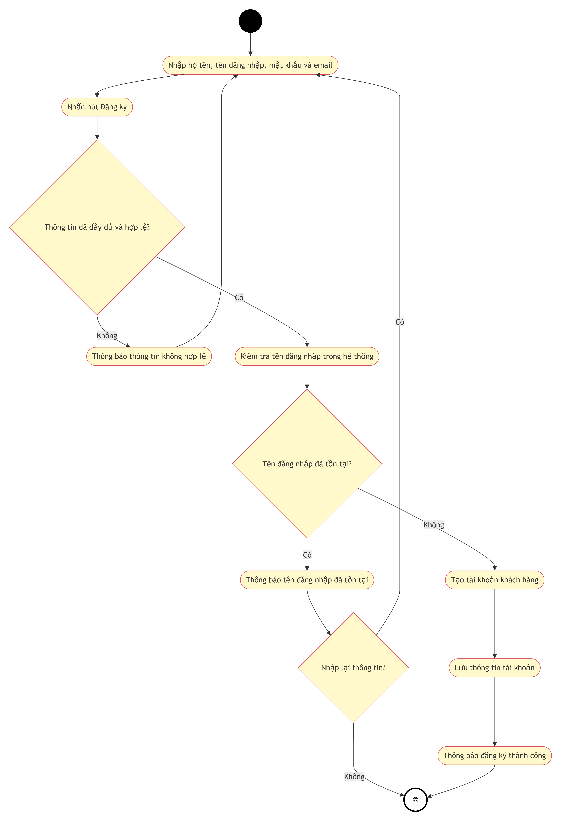 Nhập họ tên, tên đăng nhập, mật khẩu và email
Nhấn nút Đăng ký
Thông tin đã đầy đủ và hợp lệ?
Có
Không
Thông báo thông tin không hợp lệ
Kiểm tra tên đăng nhập trong hệ thống
Có
Tên đăng nhập đã tồn tại?
Không
Có
Thông báo tên đăng nhập đã tồn tại
Tạo tài khoản khách hàng
Nhập lại thông tin?
Lưu thông tin tài khoản
Thông báo đăng ký thành công
Không